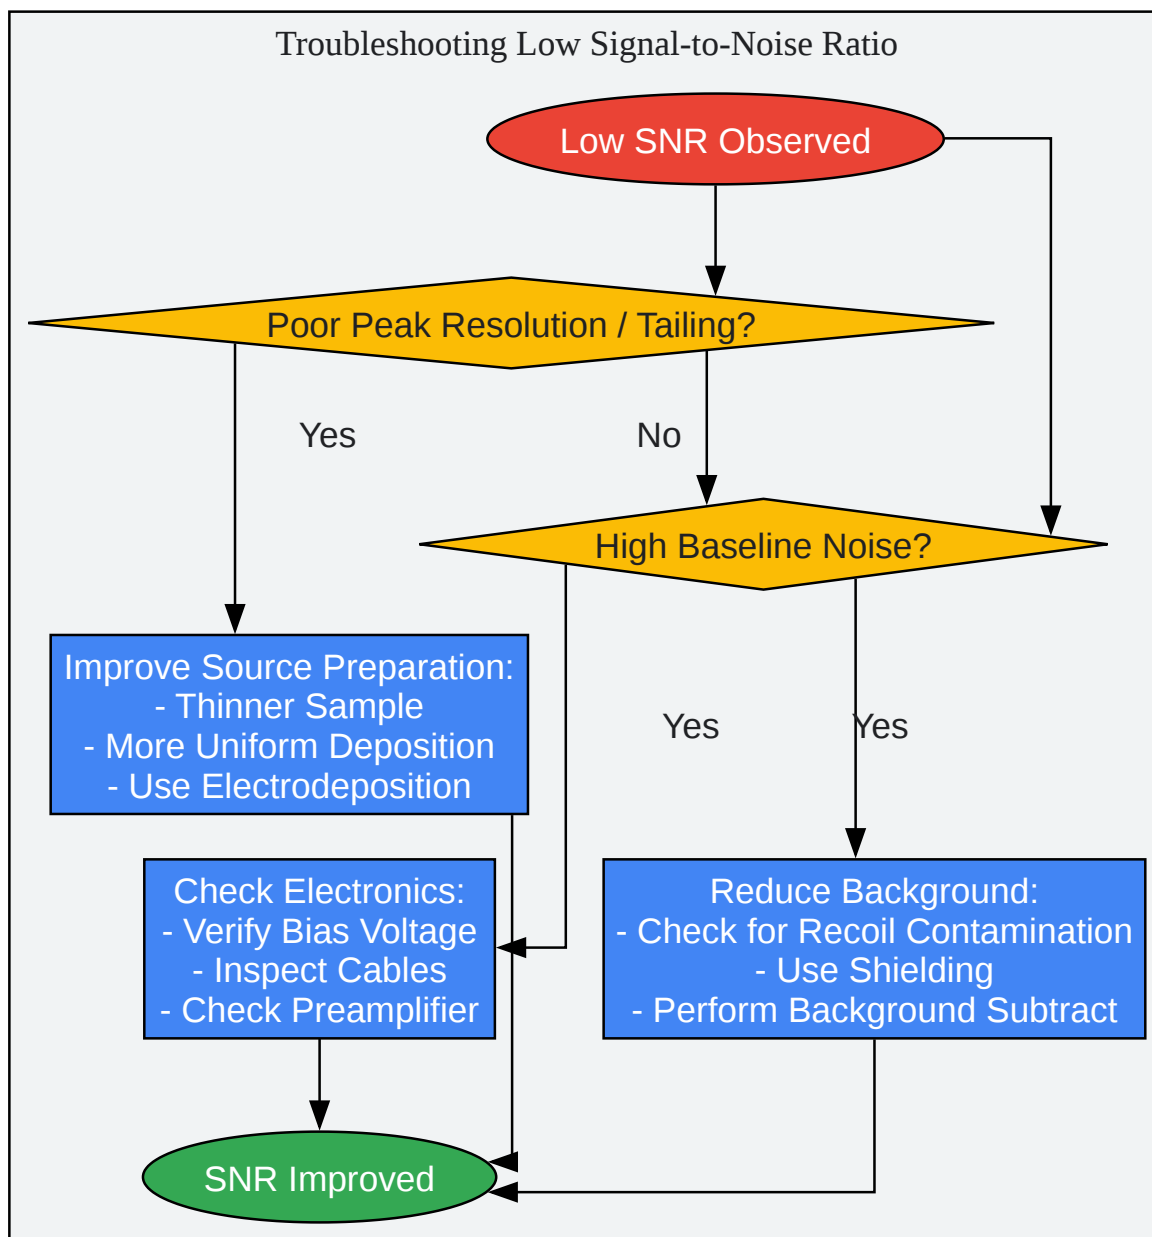 Troubleshooting Low Signal-to-Noise Ratio
Low SNR Observed
Poor Peak Resolution / Tailing?
Yes
No
High Baseline Noise?
Improve Source Preparation:
- Thinner Sample
- More Uniform Deposition
- Use Electrodeposition
Yes
Yes
Check Electronics:
- Verify Bias Voltage
- Inspect Cables
- Check Preamplifier
Reduce Background:
- Check for Recoil Contamination
- Use Shielding
- Perform Background Subtract
SNR Improved